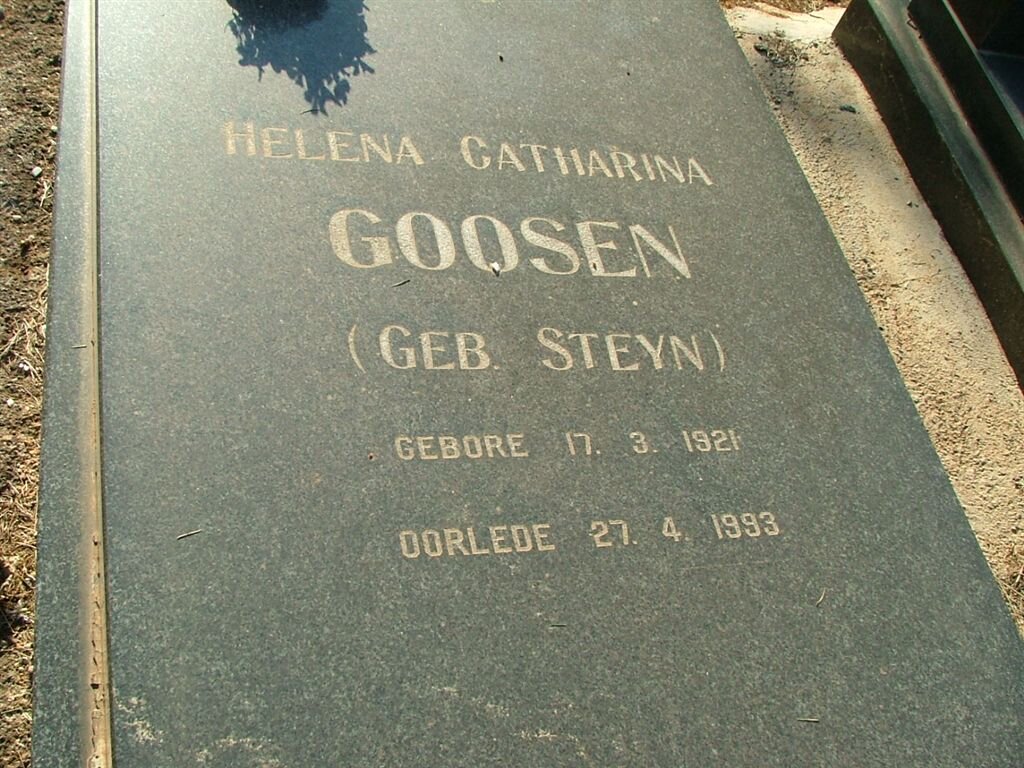 HELENA CATHARINA
GOOSEN
(GEB. STEYN)
GEBORE 17. 3. 1921
OORLEDE 27. 4. 1993